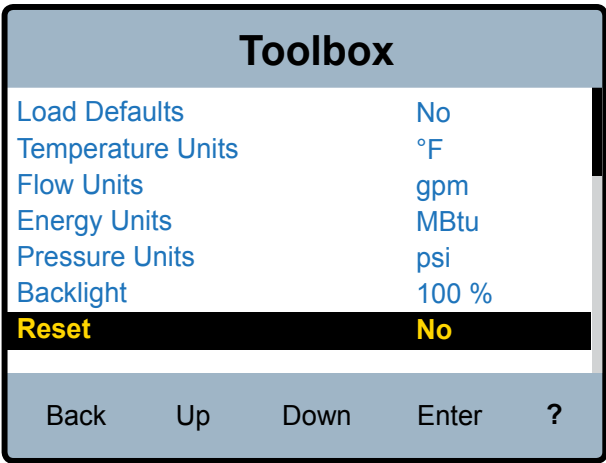 Toolbox
Load Defaults No
Temperature Units °F
Flow Units gpm
Energy Units MBtu
Pressure Units psi
Backlight 100 %
Reset No
Back Up Down Enter ?